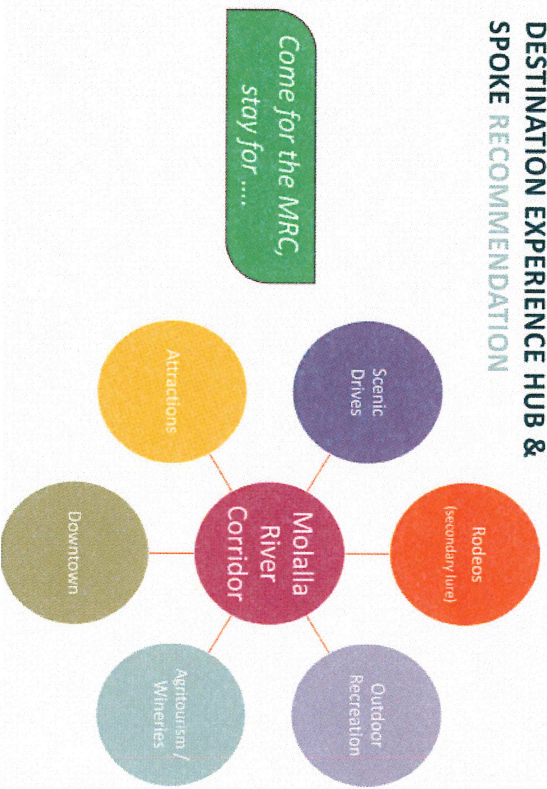 DESTINATION EXPERIENCE HUB &
SPOKE RECOMMENDATION
Come for the MRC,
stay for ....
Rodeos
(secondary lure)
Scenic
Drives
Outdoor
Recreation
Molalla
River
Corridor
Attractions
Agritourism /
Wineries
Downtown